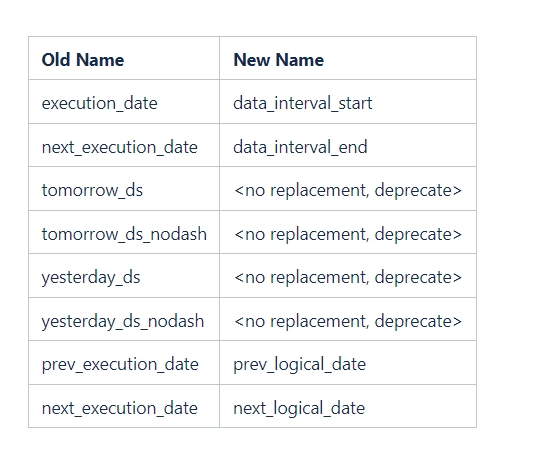 Old Name New Name
execution_date data_interval_start
next_execution_date data_interval_end
tomorrow_ds <no replacement, deprecate>
tomorrow_ds_nodash <no replacement, deprecate>
yesterday_ds <no replacement, deprecate>
yesterday_ds_nodash <no replacement, deprecate>
prev_execution_date prev_logical_date
next_execution_date next_logical_date